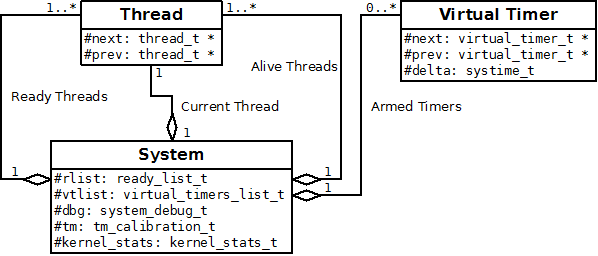 1..*
Thread
1..*
0..*
Virtual Timer
#next: thread_t *
#prev: thread_t *
#next: virtual_timer_t *
#prev: virtual_timer_t *
#delta: systime_t
1
Alive Threads
Ready Threads
Current Thread
Armed Timers
1
System
1
1
1
#rlist: ready_list_t
#vtlist: virtual_timers_list_t
#dbg: system_debug_t
#tm: tm_calibration_t
#kernel_stats: kernel_stats_t